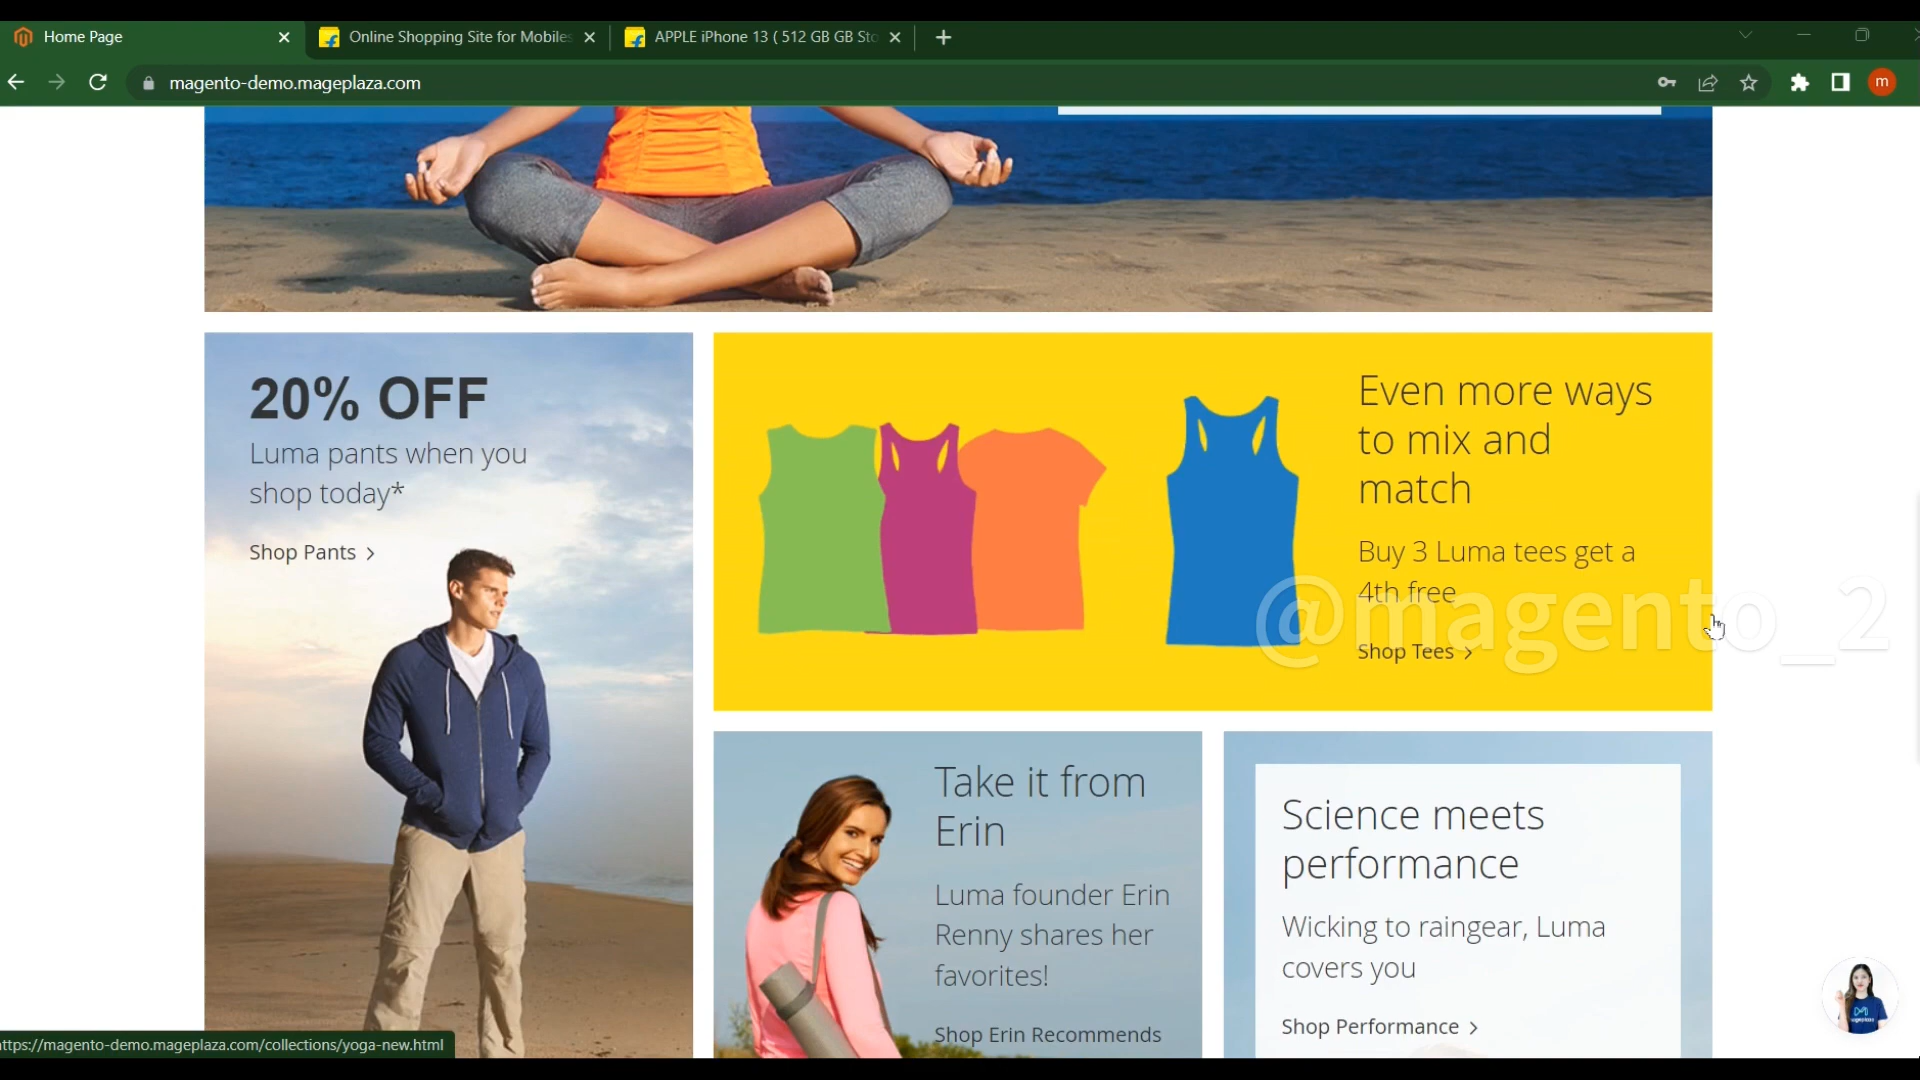 Home Page
Online Shopping Site for Mobiles
APPLE iPhone 13 ( 512 GB GB Sto
magento-demo.mageplaza.com
m
20% OFF
Luma pants when you
shop today*
Shop Pants >
Even more ways
to mix and
match
Buy 3 Luma tees get a
4th free
Shop Tees >
@magento_2
Take it from
Erin
Luma founder Erin
Renny shares her
favorites!
Shop Erin Recommends
Science meets
performance
Wicking to raingear, Luma
covers you
Shop Performance >
ttps://magento-demo.mageplaza.com/collections/yoga-new.html